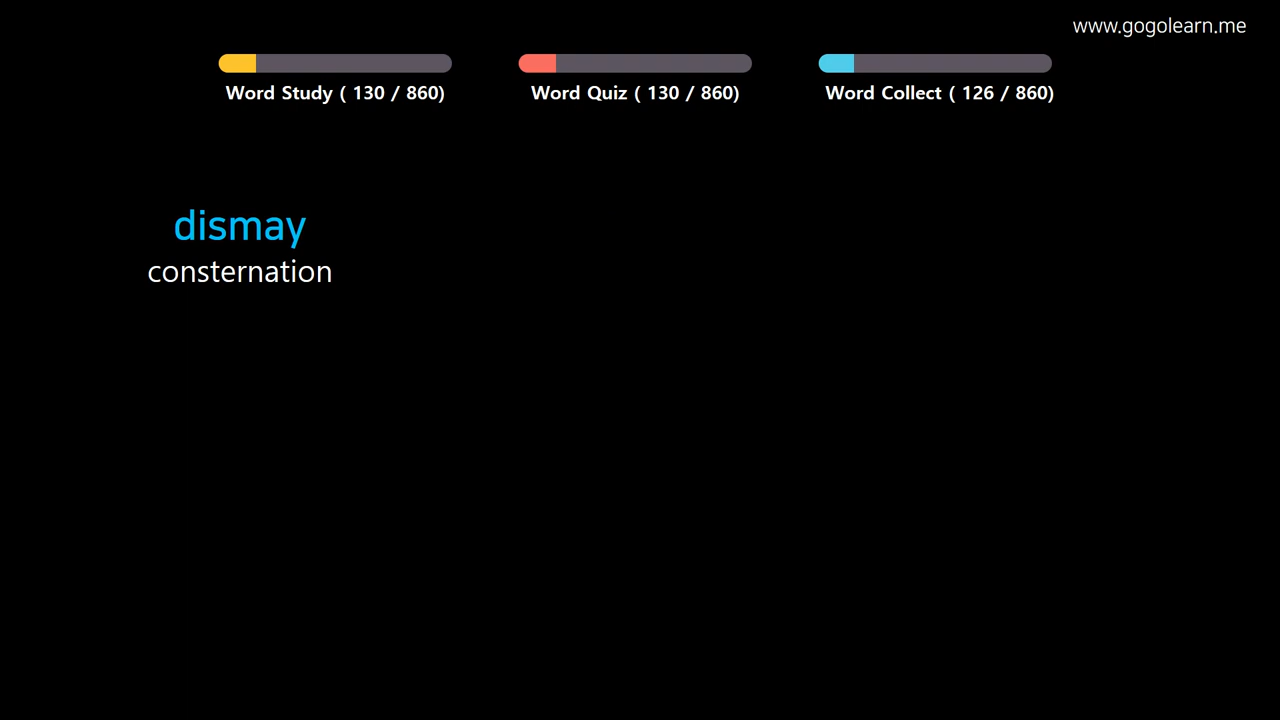 www.gogolearn.me
Word Study ( 130 / 860)
Word Quiz ( 130 / 860)
Word Collect ( 126 / 860)
dismay
consternation